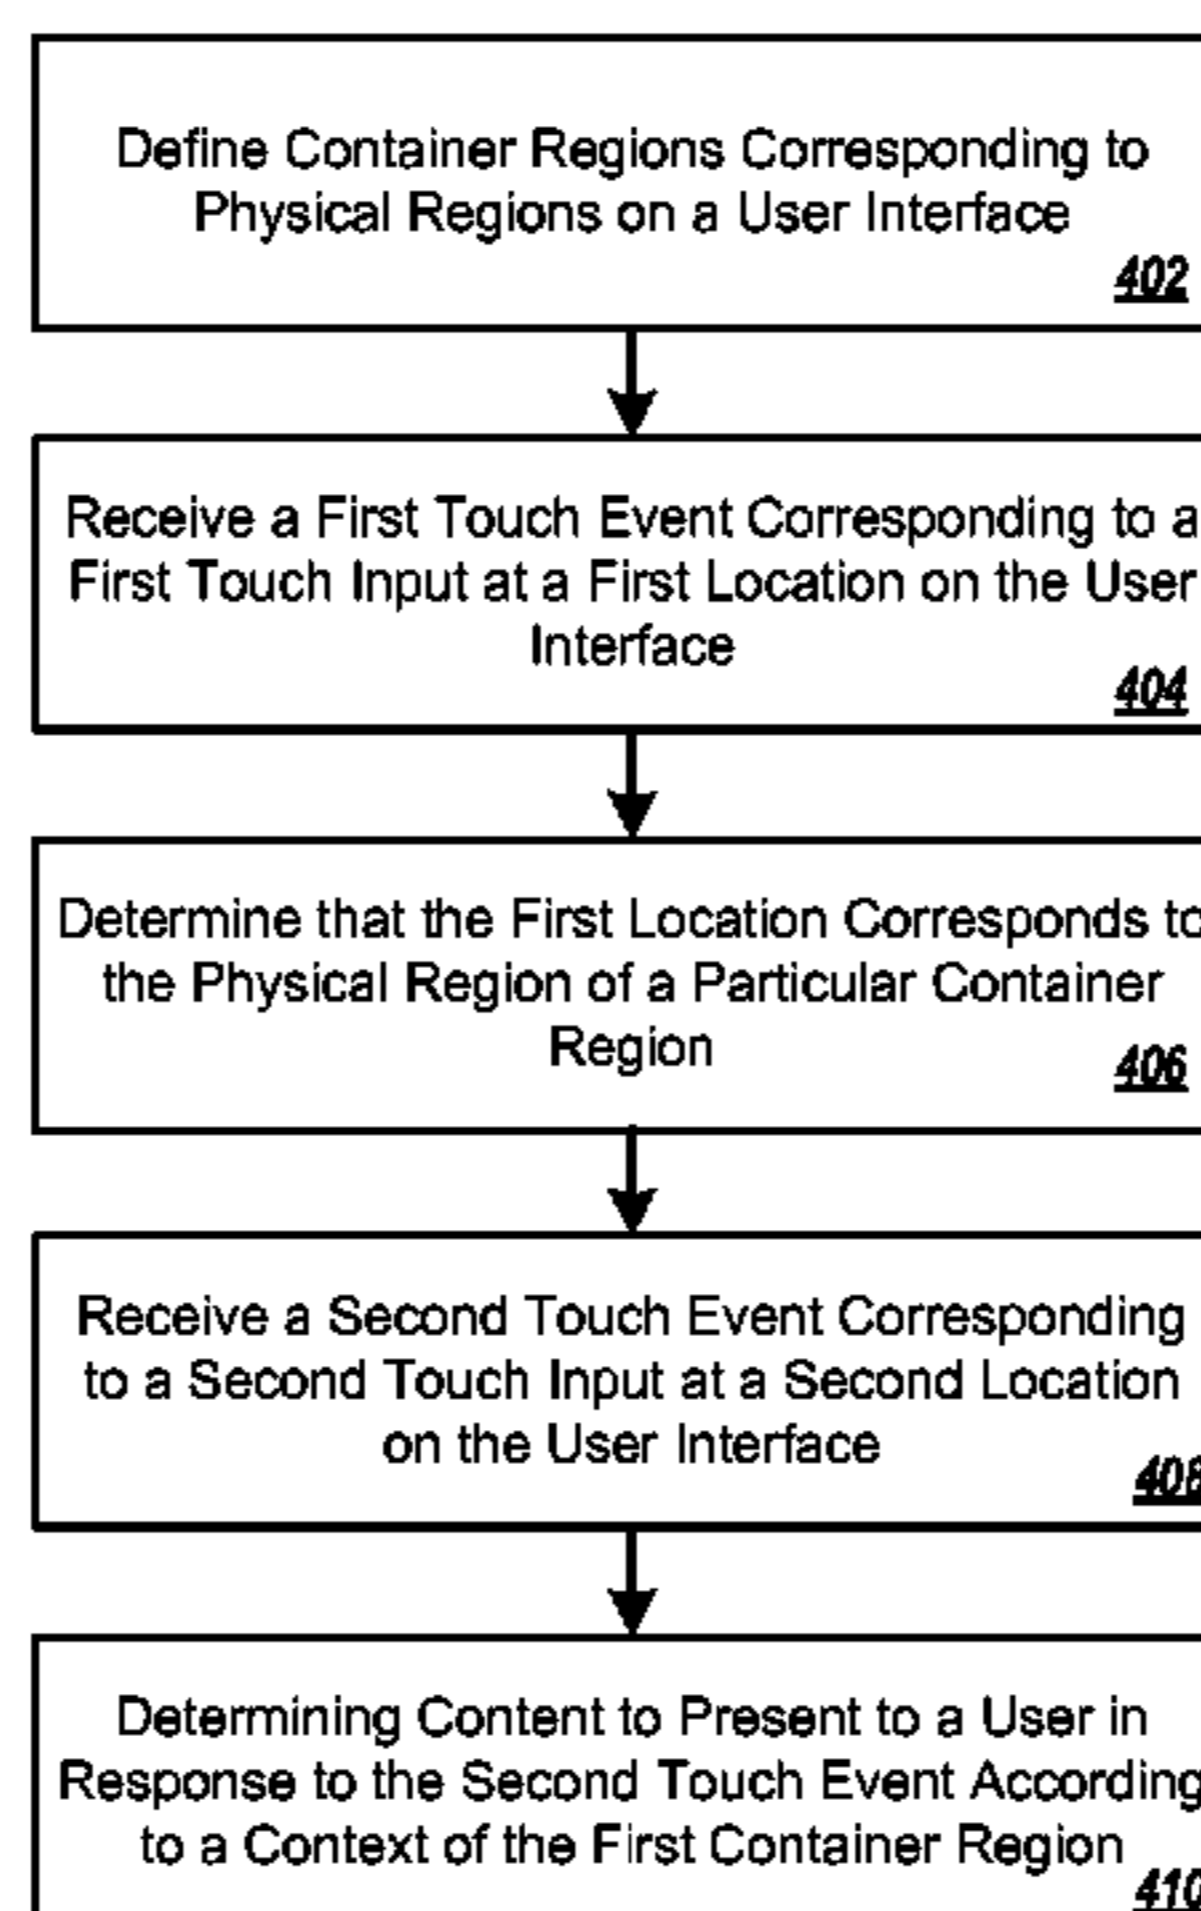 Define Container Regions Corresponding to
Physical Regions on a User Interface
402
Receive a First Touch Event Corresponding to a
First Touch Input at a First Location on the User
Interface
404
Determine that the First Location Corresponds to
the Physical Region of a Particular Container
Region
406
Receive a Second Touch Event Corresponding
to a Second Touch Input at a Second Location
on the User Interface
408
Determining Content to Present to a User in
Response to the Second Touch Event According
to a Context of the First Container Region
410